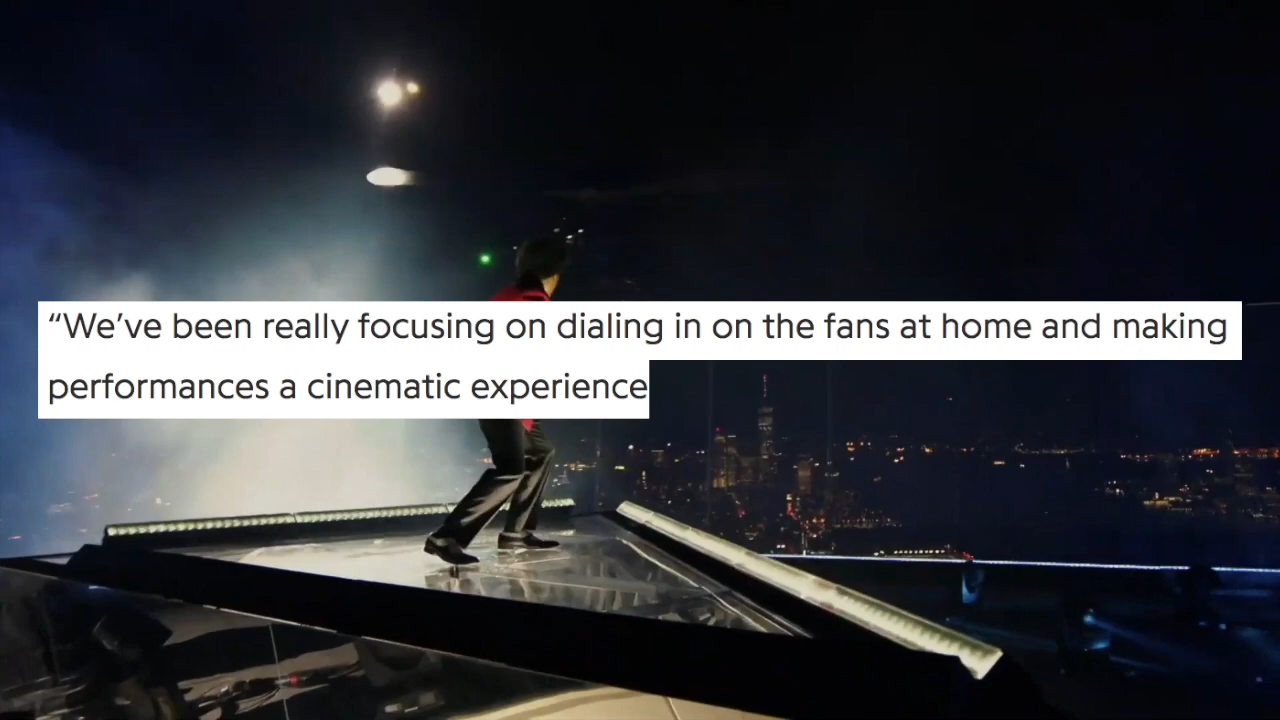 “We’ve been really focusing on dialing in on the fans at home and making
performances a cinematic experience